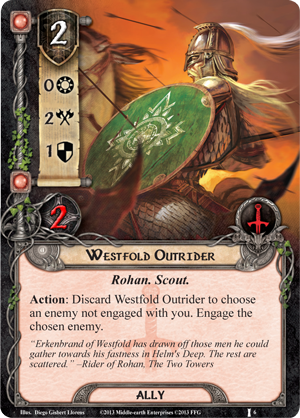 2
0
2
1
2
Westfold Outrider
Rohan. Scout.
Action: Discard Westfold Outrider to choose
an enemy not engaged with you. Engage the
chosen enemy.
"Erkenbrand of Westfold has drawn off those men he could
gather towards his fastness in Helm's Deep. The rest are
scattered." –Rider of Rohan, The Two Towers
ALLY
Illus. Diego Gisbert Llorens
©2013 Middle-earth Enterprises ©2013 FFG
6